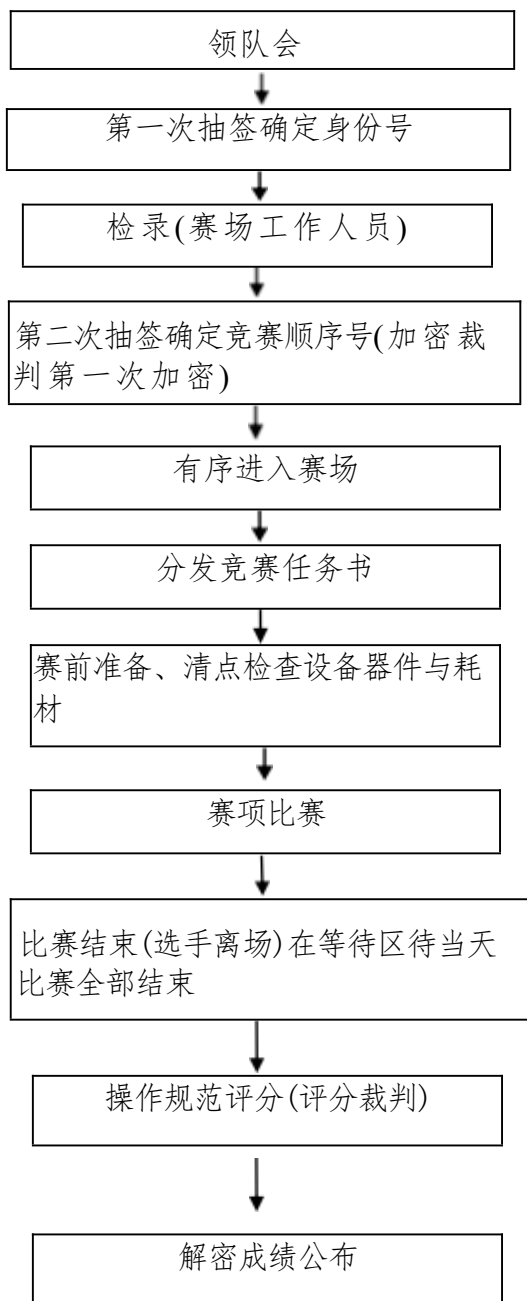 领队会
第一次抽签确定身份号
检录(赛场工作人员)
第二次抽签确定竞赛顺序号(加密裁
判第一次加密)
有序进入赛场
分发竞赛任务书
赛前准备、清点检查设备器件与耗
材
赛项比赛
比赛结束(选手离场)在等待区待当天
比赛全部结束
操作规范评分(评分裁判)
解密成绩公布